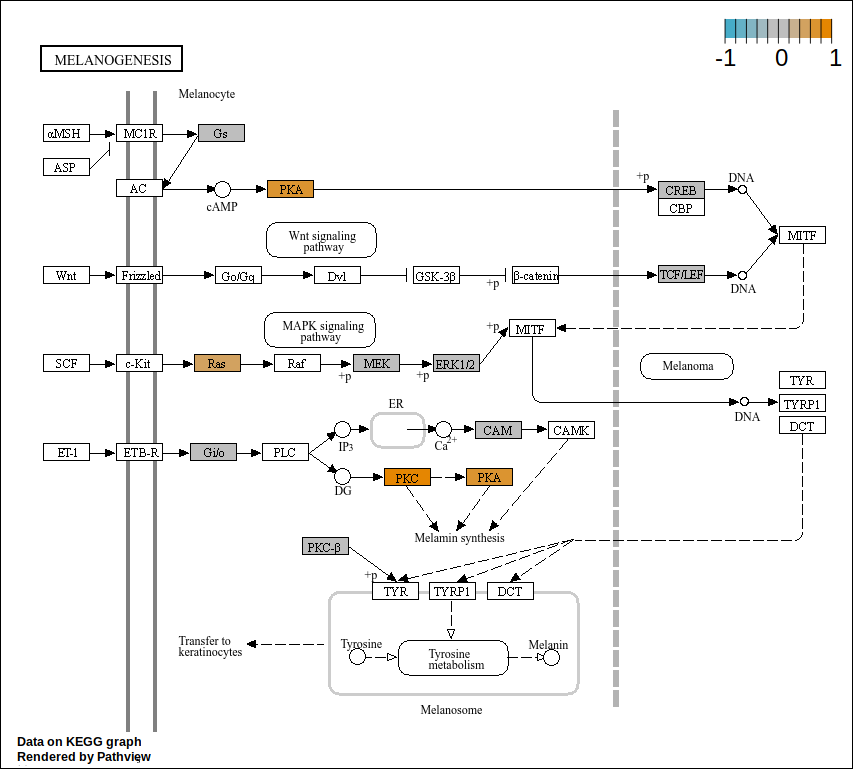 -1 0 1
MELANOGENESIS
Melanocyte
αMSH MC1R Gs
ASP
AC cAMP PKA +p CREB DNA
CBP
MITF
Wnt signaling
pathway
Wnt Frizzled Go/Gq Dvl GSK-3β +p β-catenin TCF/LEF DNA
MAPK signaling
pathway
+p MITF
SCF c-Kit Ras Raf +p MEK +p ERK1/2
Melanoma
TYR
DNA TYRP1
DCT
ER
IP3 Ca2+ CAM CAMK
ET-1 ETB-R Gi/o PLC
DG PKC PKA
Melamin synthesis
PKC-β
+p
TYR TYRP1 DCT
Transfer to
keratinocytes
Tyrosine Melanin
Tyrosine
metabolism
Melanosome
Data on KEGG graph
Rendered by Pathview